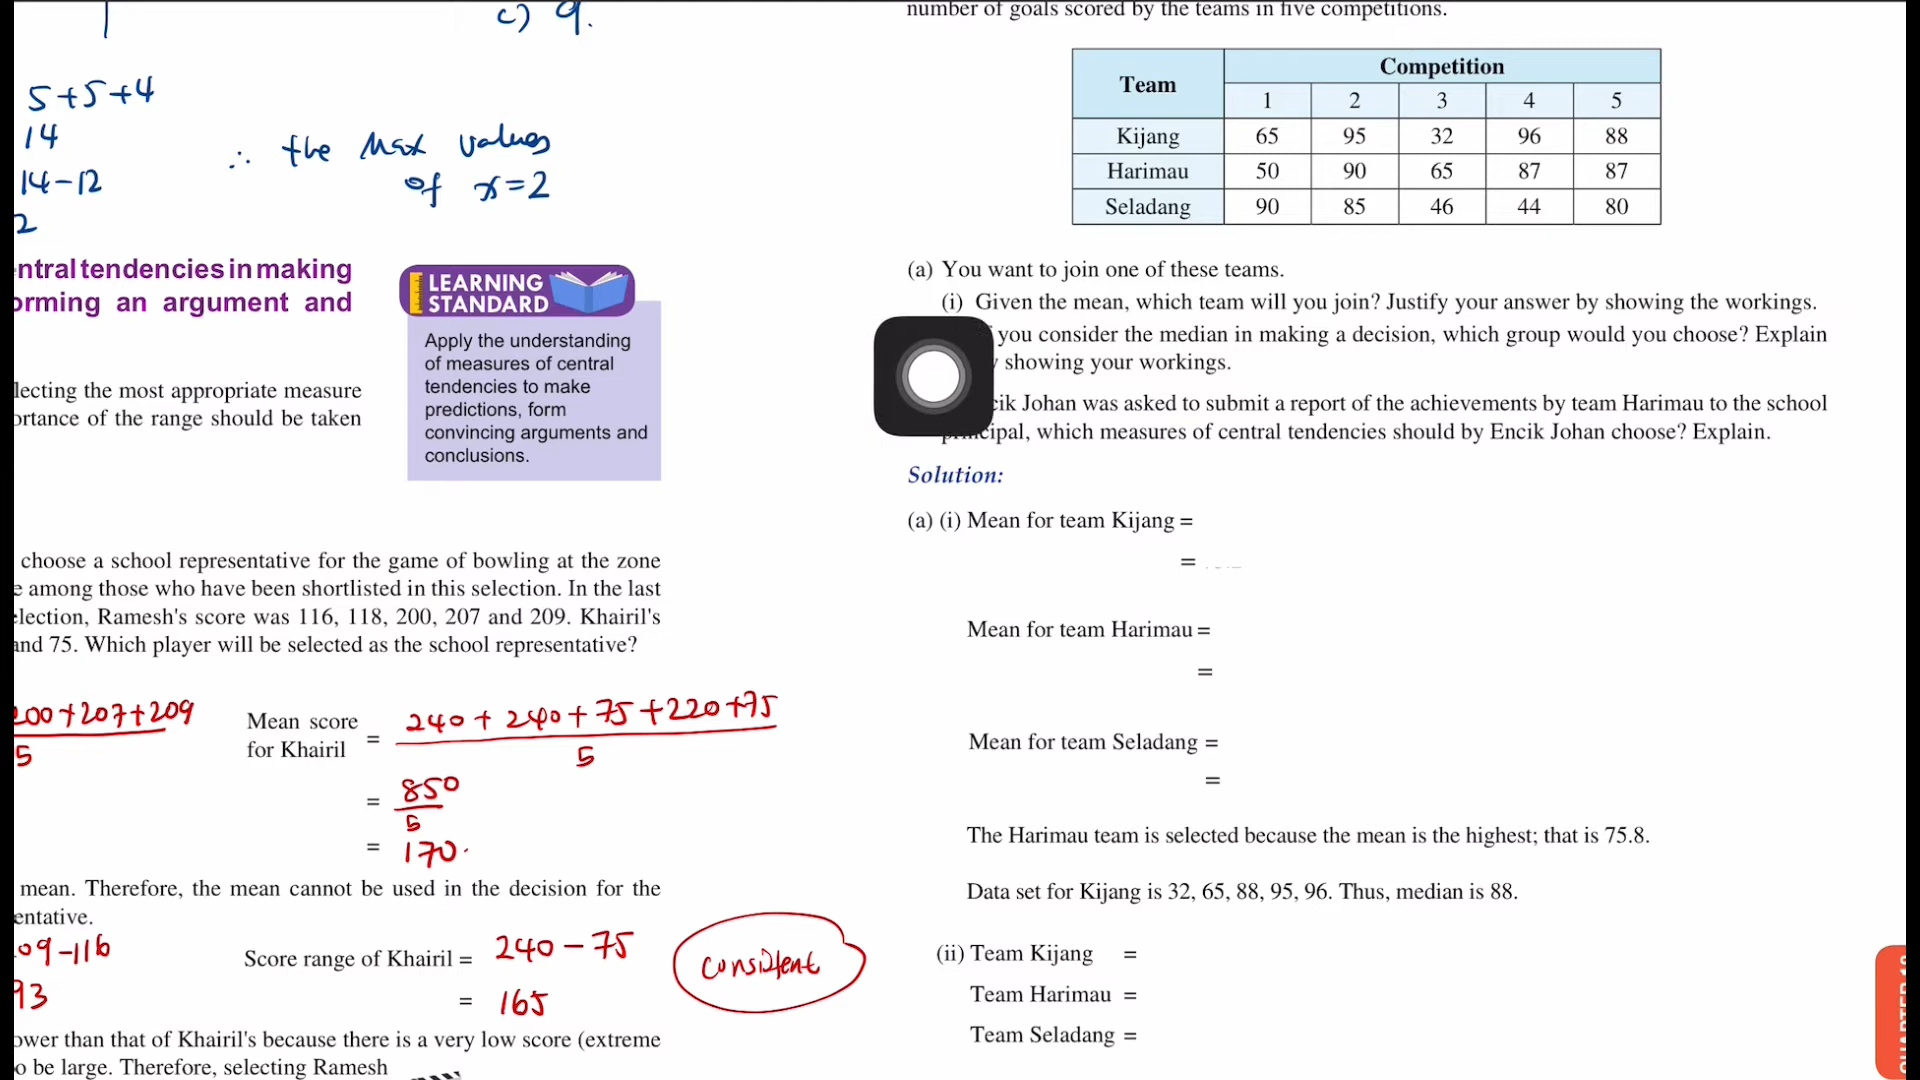 c) 9.
5+5+4
14
14-12
2
∴ the Max values
of x=2
ntral tendencies in making
orming an argument and
LEARNING
STANDARD
Apply the understanding
of measures of central
tendencies to make
predictions, form
convincing arguments and
conclusions.
lecting the most appropriate measure
ortance of the range should be taken
choose a school representative for the game of bowling at the zone
e among those who have been shortlisted in this selection. In the last
election, Ramesh's score was 116, 118, 200, 207 and 209. Khairil's
and 75. Which player will be selected as the school representative?
200+207+209
5
Mean score
for Khairil
= 240 + 240 + 75 + 220 + 75
5
= 850
5
= 170.
mean. Therefore, the mean cannot be used in the decision for the
entative.
09-116
93
Score range of Khairil = 240 - 75
= 165
consistent
ower than that of Khairil's because there is a very low score (extreme
o be large. Therefore, selecting Ramesh
number of goals scored by the teams in five competitions.
Team Competition
1 2 3 4 5
Kijang 65 95 32 96 88
Harimau 50 90 65 87 87
Seladang 90 85 46 44 80
(a) You want to join one of these teams.
(i) Given the mean, which team will you join? Justify your answer by showing the workings.
you consider the median in making a decision, which group would you choose? Explain
showing your workings.
cik Johan was asked to submit a report of the achievements by team Harimau to the school
principal, which measures of central tendencies should by Encik Johan choose? Explain.
Solution:
(a) (i) Mean for team Kijang =
=
Mean for team Harimau =
=
Mean for team Seladang =
=
The Harimau team is selected because the mean is the highest; that is 75.8.
Data set for Kijang is 32, 65, 88, 95, 96. Thus, median is 88.
(ii) Team Kijang =
Team Harimau =
Team Seladang =